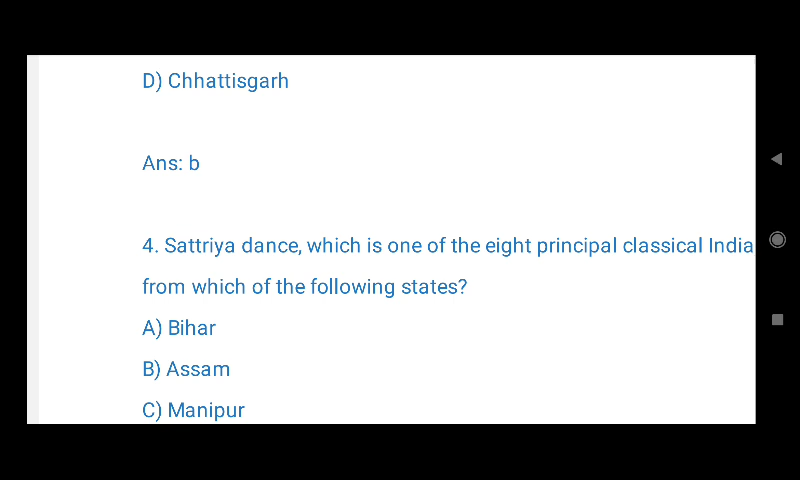 D) Chhattisgarh
Ans: b
4. Sattriya dance, which is one of the eight principal classical India
from which of the following states?
A) Bihar
B) Assam
C) Manipur